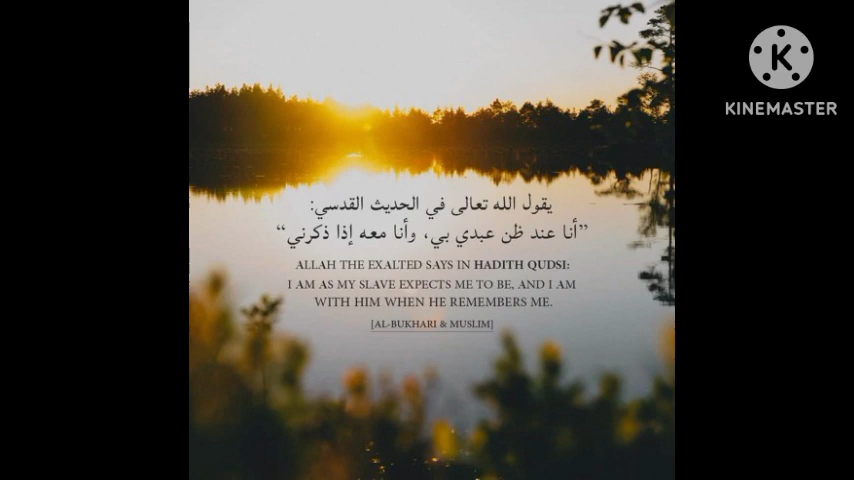 يقول الله تعالى في الحديث القدسي:
”أنا عند ظن عبدي بي، وأنا معه إذا ذكرني“
ALLAH THE EXALTED SAYS IN HADITH QUDSI:
I AM AS MY SLAVE EXPECTS ME TO BE, AND I AM
WITH HIM WHEN HE REMEMBERS ME.
[AL-BUKHARI & MUSLIM]
K
KINEMASTER